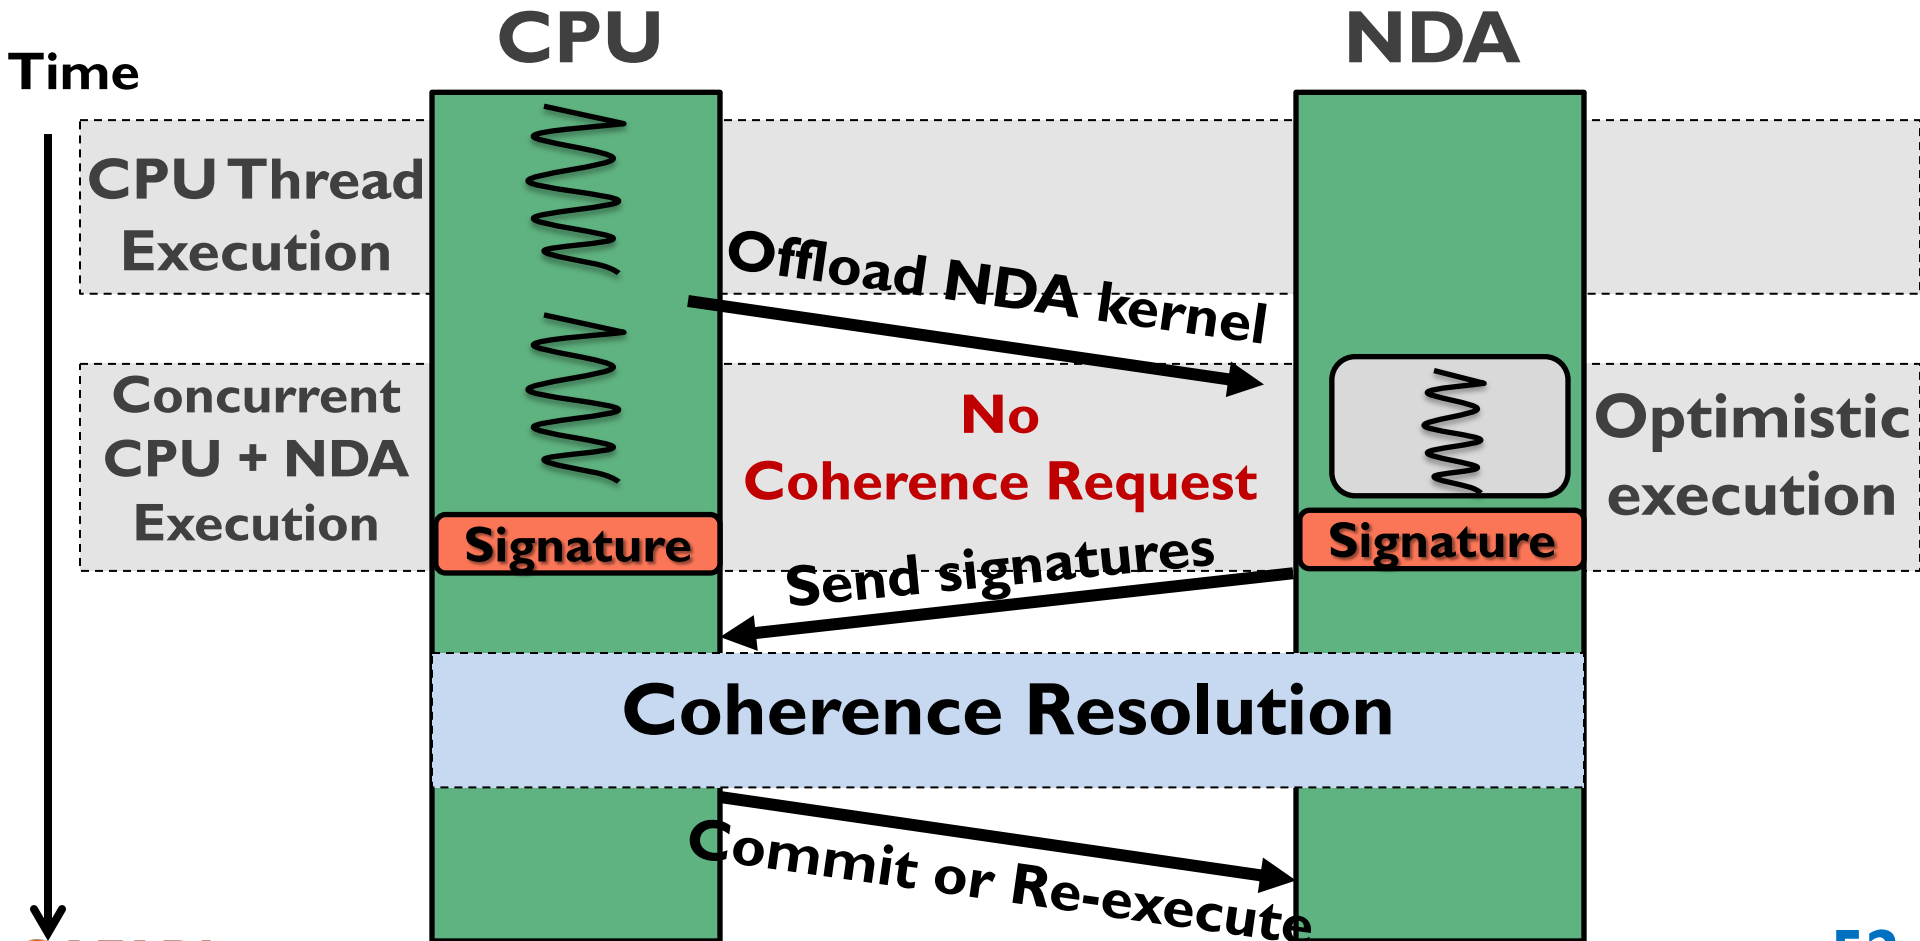 CPU
NDA
Time
CPU Thread
Execution
Offload NDA kernel
Concurrent
CPU + NDA
Execution
No
Coherence Request
Optimistic
execution
Signature
Signature
Send signatures
Coherence Resolution
Commit or Re-execute